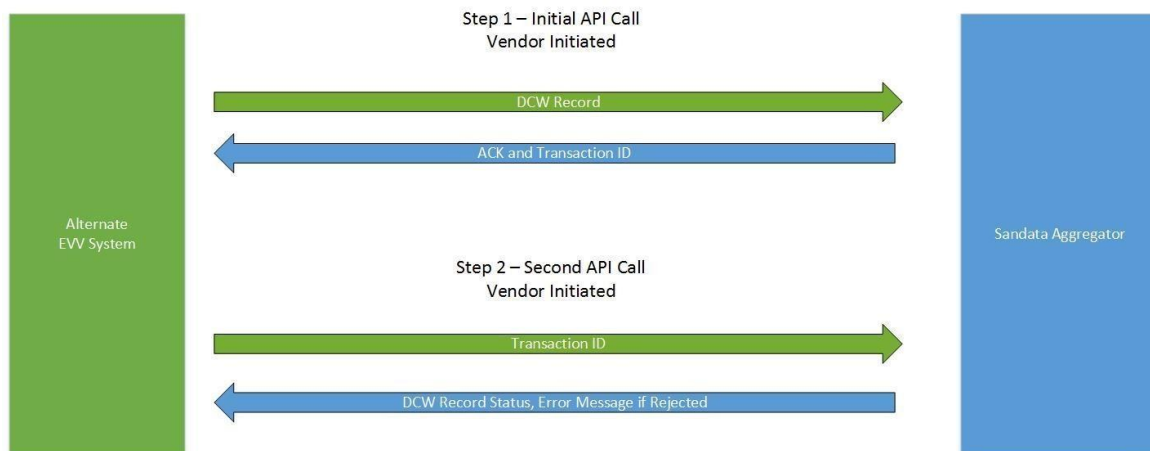 Step 1 – Initial API Call
Vendor Initiated
DCW Record
ACK and Transaction ID
Alternate
EVV System
Sandata Aggregator
Step 2 – Second API Call
Vendor Initiated
Transaction ID
DCW Record Status, Error Message if Rejected